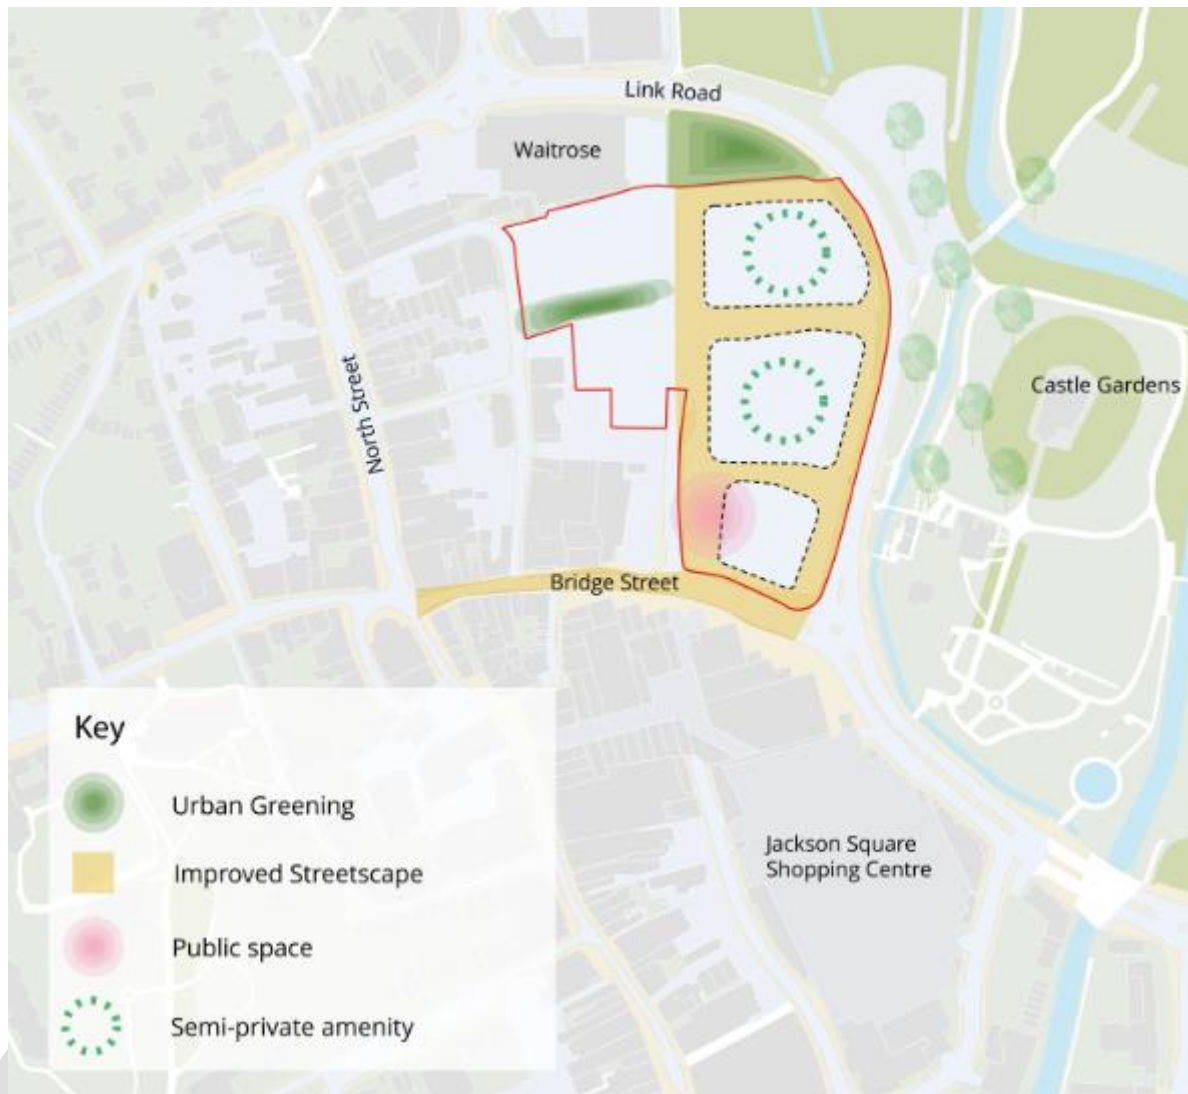 Link Road
Waitrose
Castle Gardens
North Street
Bridge Street
Key
Urban Greening
Improved Streetscape
Public space
Semi-private amenity
Jackson Square
Shopping Centre